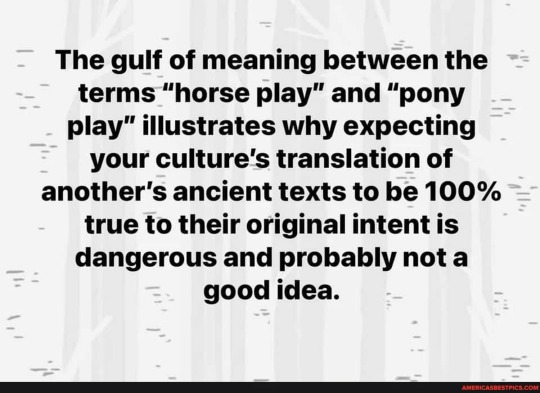 The gulf of meaning between the
terms "horse play" and "pony
play" illustrates why expecting
your culture's translation of
another's ancient texts to be 100%
true to their original intent is
dangerous and probably not a
good idea.
AMERICASBESTPICS.COM